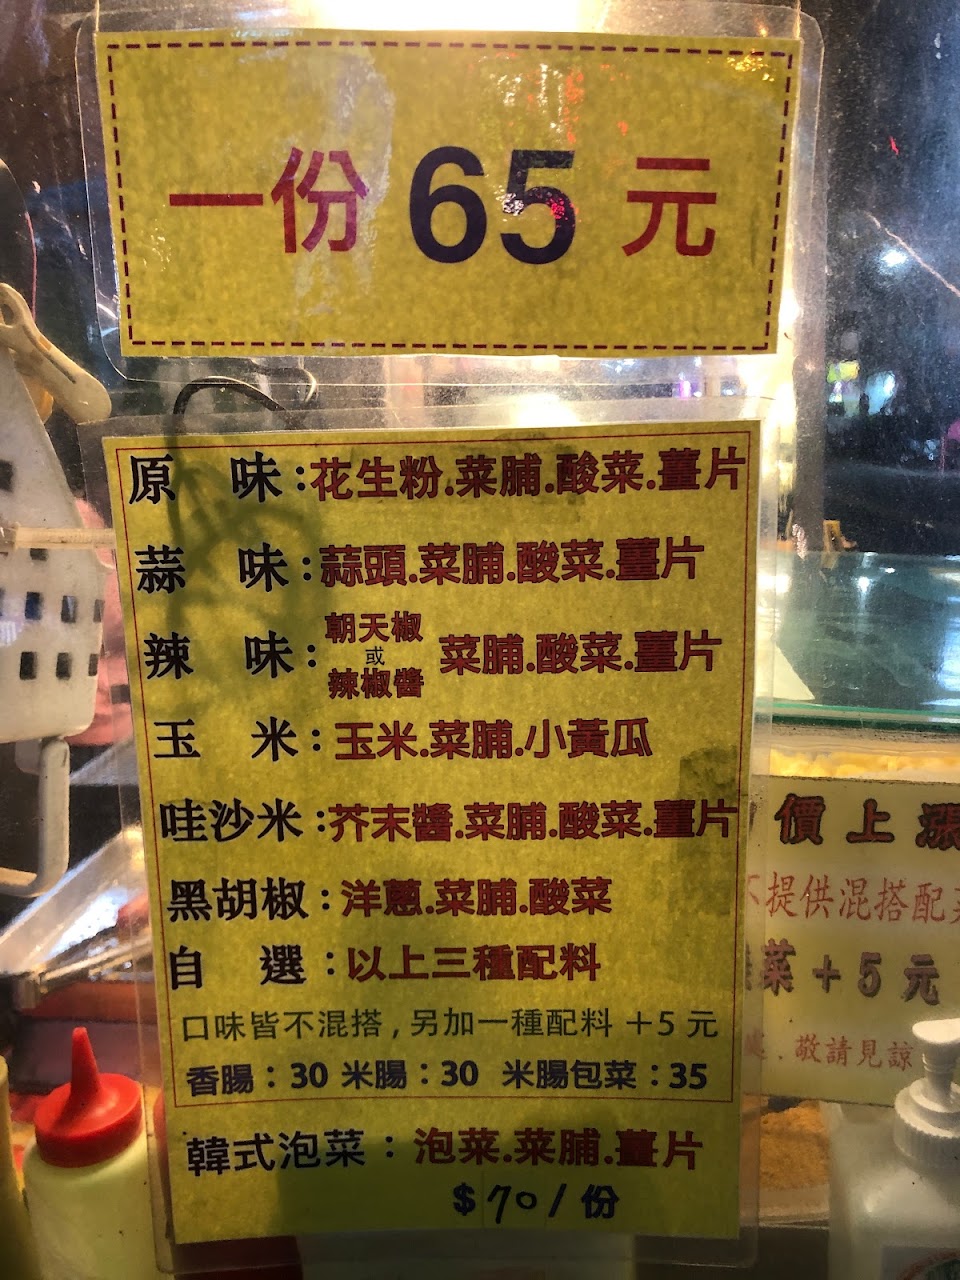 一份 65 元
原味：花生粉.菜脯.酸菜.薑片
蒜味：蒜頭.菜脯.酸菜.薑片
辣味：朝天椒或辣椒醬 菜脯.酸菜.薑片
玉米：玉米.菜脯.小黃瓜
哇沙米：芥末醬.菜脯.酸菜.薑片
黑胡椒：洋蔥.菜脯.酸菜
自選：以上三種配料
口味皆不混搭，另加一種配料 +5 元
香腸：30 米腸：30 米腸包菜：35
韓式泡菜：泡菜.菜脯.薑片
$70/份
價上漲
不提供混搭配
菜+5元
處．敬請見諒